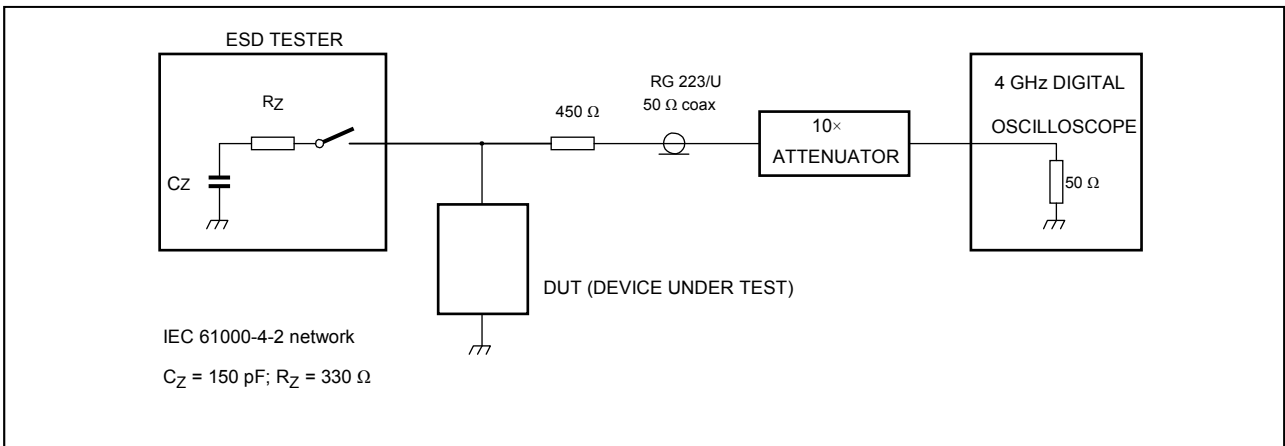 ESD TESTER
RZ
CZ
450 Ω
RG 223/U
50 Ω coax
10×
ATTENUATOR
4 GHz DIGITAL
OSCILLOSCOPE
50 Ω
DUT (DEVICE UNDER TEST)
IEC 61000-4-2 network
CZ = 150 pF; RZ = 330 Ω